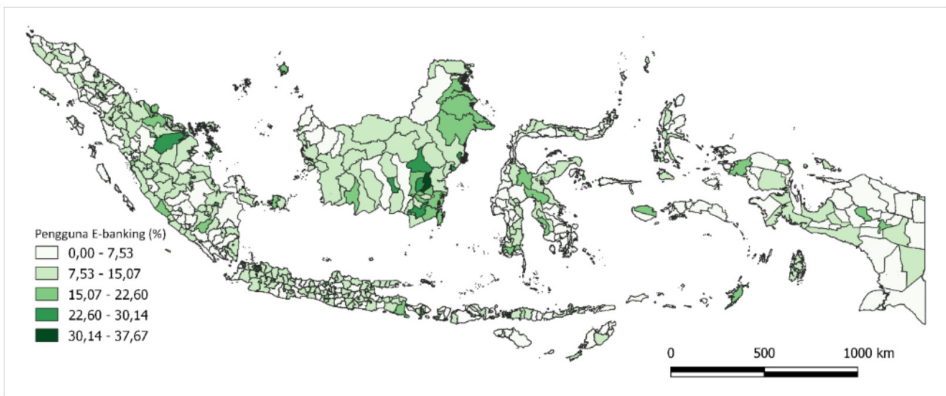 Pengguna E-banking (%)
0,00 - 7,53
7,53 - 15,07
15,07 - 22,60
22,60 - 30,14
30,14 - 37,67
0 500 1000 km